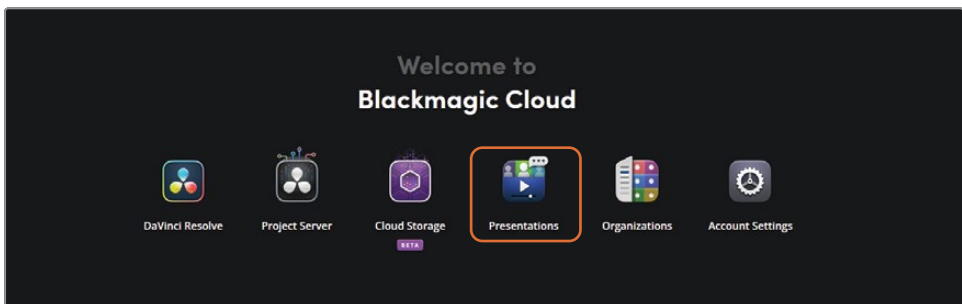 Welcome to
Blackmagic Cloud
DaVinci Resolve Project Server Cloud Storage Presentations Organizations Account Settings
BETA